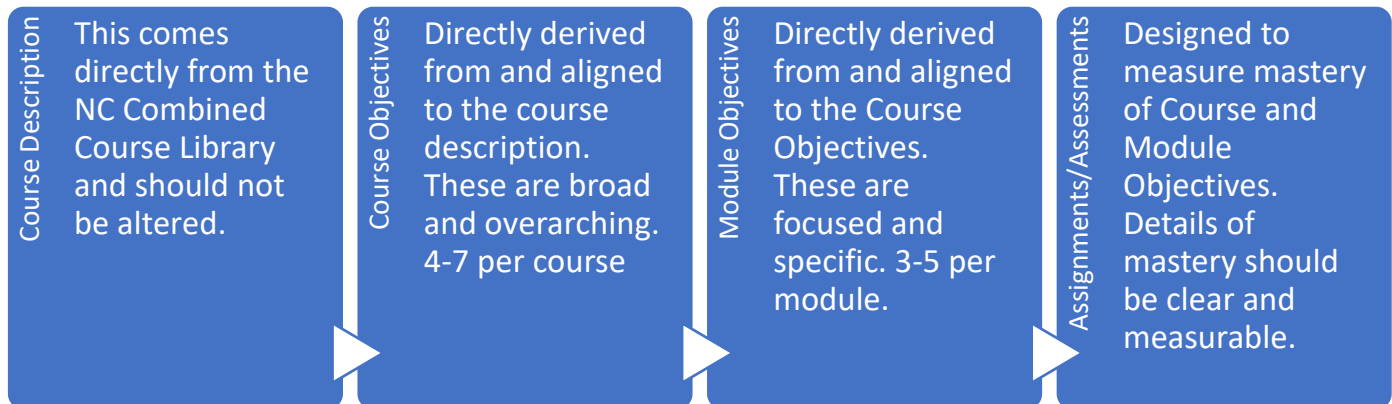 Course Description
This comes
directly from the
NC Combined
Course Library
and should not
be altered.
Course Objectives
Directly derived
from and aligned
to the course
description.
These are broad
and overarching.
4-7 per course
Module Objectives
Directly derived
from and aligned
to the Course
Objectives.
These are
focused and
specific. 3-5 per
module.
Assignments/Assessments
Designed to
measure mastery
of Course and
Module
Objectives.
Details of
mastery should
be clear and
measurable.